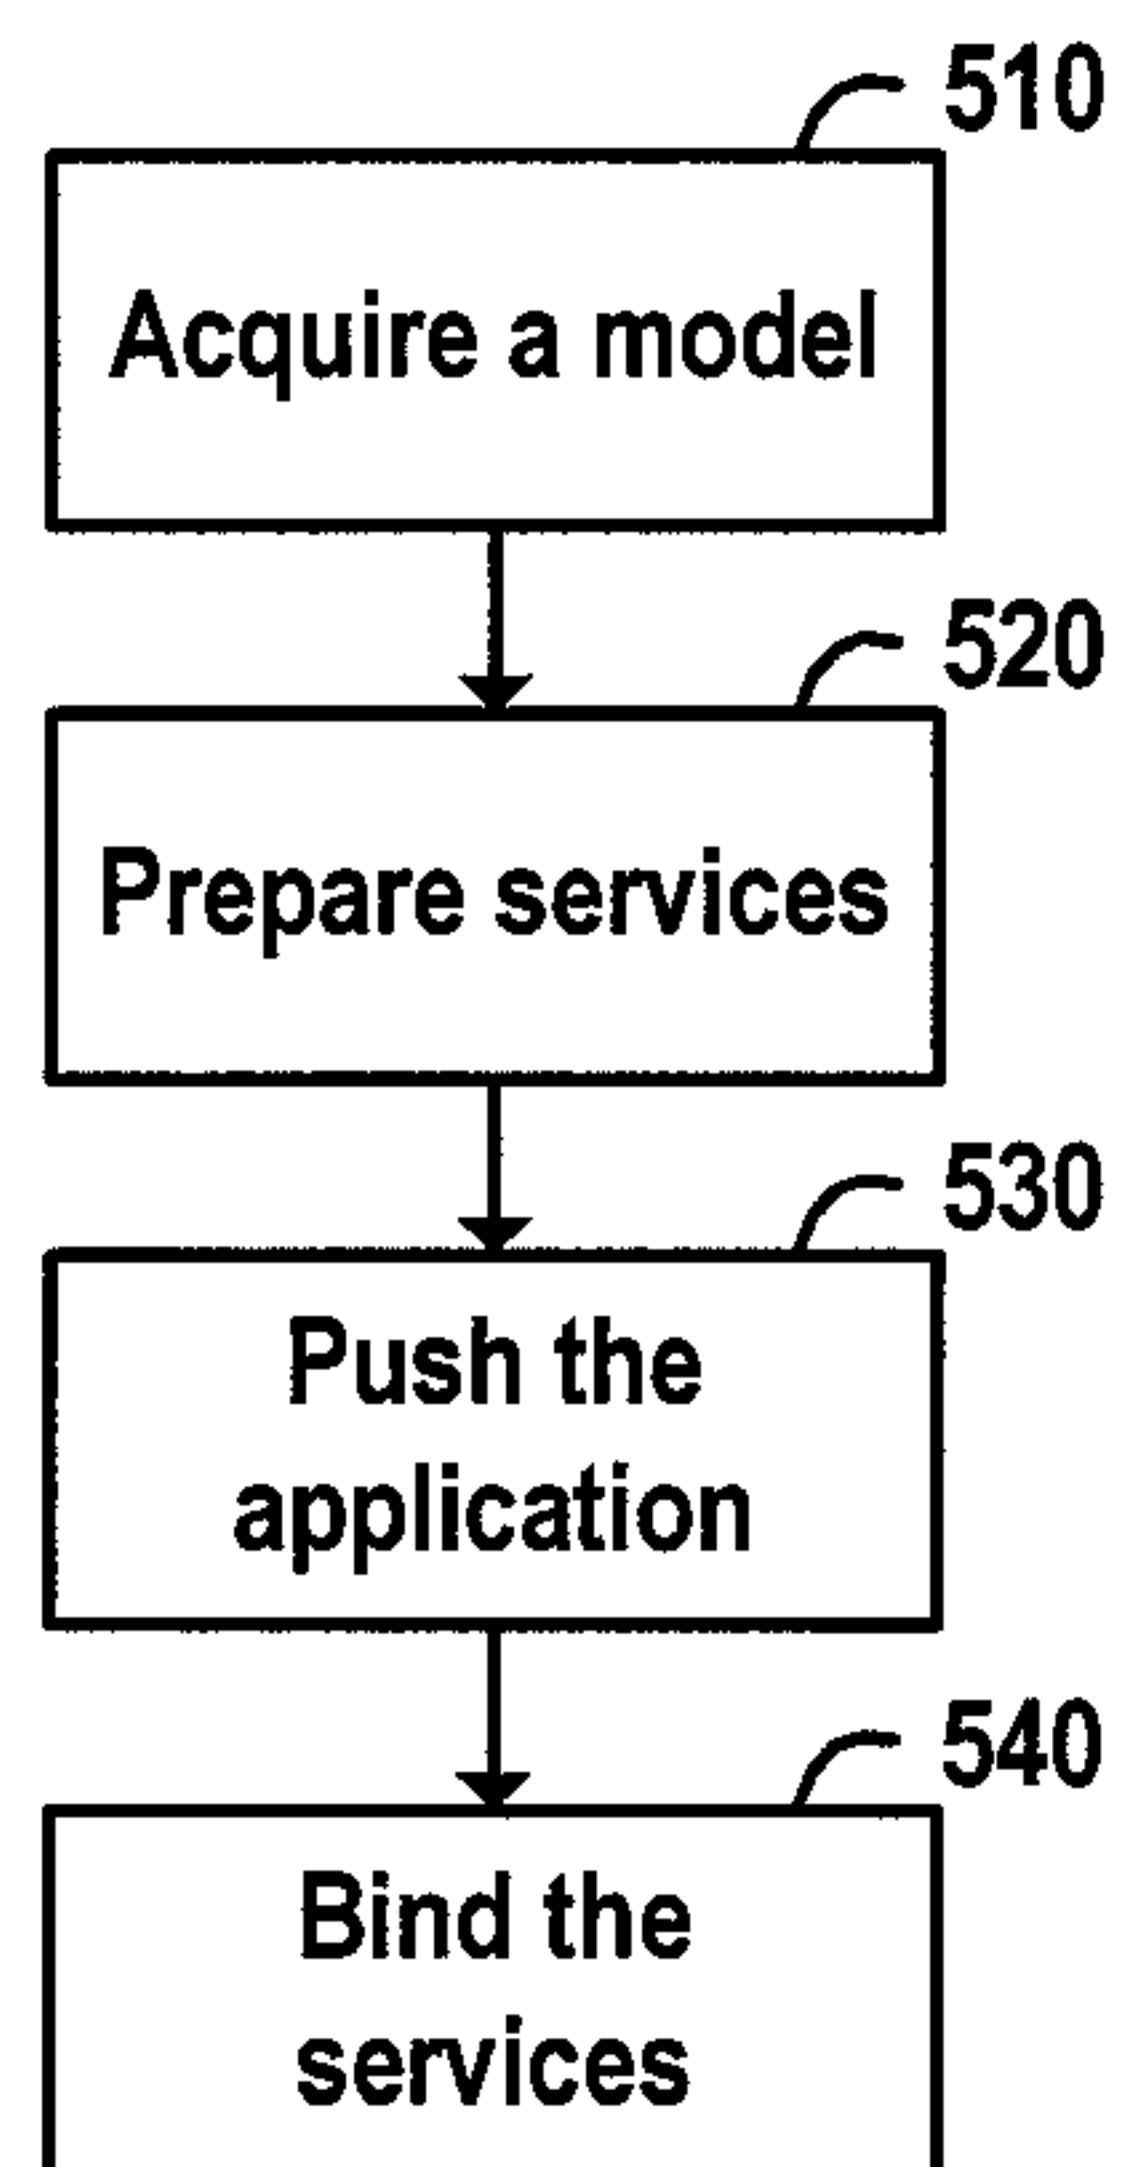 510
Acquire a model
520
Prepare services
530
Push the
application
540
Bind the
services